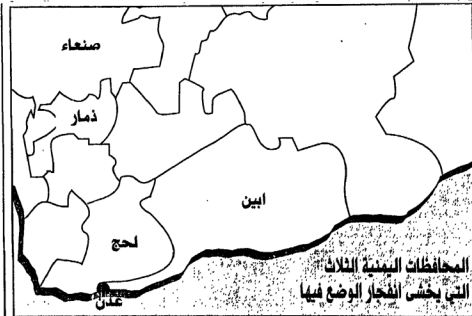 صنعاء
ذمار
ابين
لحج
عدن
المحافظات اليمنية الثلاث
التي يخشى انفجار الوضع فيها